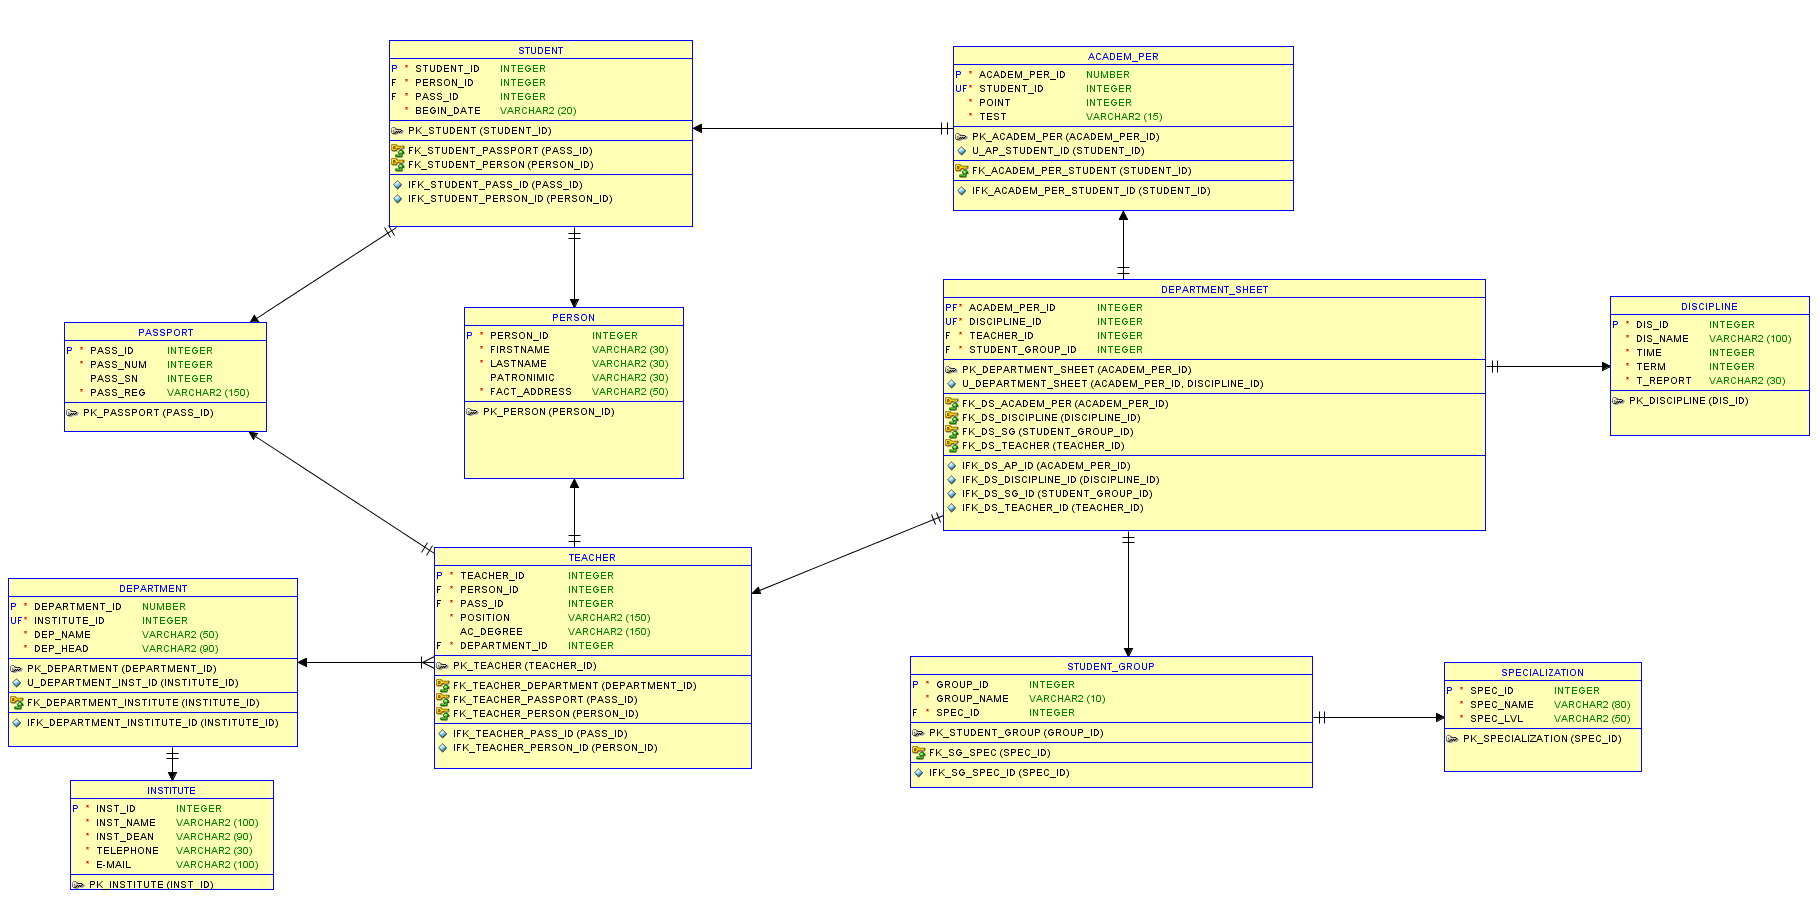 STUDENT
P * STUDENT_ID INTEGER
F * PERSON_ID INTEGER
F * PASS_ID INTEGER
* BEGIN_DATE VARCHAR2 (20)
PK_STUDENT (STUDENT_ID)
FK_STUDENT_PASSPORT (PASS_ID)
FK_STUDENT_PERSON (PERSON_ID)
IFK_STUDENT_PASS_ID (PASS_ID)
IFK_STUDENT_PERSON_ID (PERSON_ID)
ACADEM_PER
P * ACADEM_PER_ID NUMBER
UF* STUDENT_ID INTEGER
* POINT INTEGER
* TEST VARCHAR2 (15)
PK_ACADEM_PER (ACADEM_PER_ID)
U_AP_STUDENT_ID (STUDENT_ID)
FK_ACADEM_PER_STUDENT (STUDENT_ID)
IFK_ACADEM_PER_STUDENT_ID (STUDENT_ID)
PASSPORT
P * PASS_ID INTEGER
* PASS_NUM INTEGER
PASS_SN INTEGER
* PASS_REG VARCHAR2 (150)
PK_PASSPORT (PASS_ID)
PERSON
P * PERSON_ID INTEGER
* FIRSTNAME VARCHAR2 (30)
* LASTNAME VARCHAR2 (30)
PATRONIMIC VARCHAR2 (30)
* FACT_ADDRESS VARCHAR2 (50)
PK_PERSON (PERSON_ID)
DEPARTMENT_SHEET
PF* ACADEM_PER_ID INTEGER
UF* DISCIPLINE_ID INTEGER
F * TEACHER_ID INTEGER
F * STUDENT_GROUP_ID INTEGER
PK_DEPARTMENT_SHEET (ACADEM_PER_ID)
U_DEPARTMENT_SHEET (ACADEM_PER_ID, DISCIPLINE_ID)
FK_DS_ACADEM_PER (ACADEM_PER_ID)
FK_DS_DISCIPLINE (DISCIPLINE_ID)
FK_DS_SG (STUDENT_GROUP_ID)
FK_DS_TEACHER (TEACHER_ID)
IFK_DS_AP_ID (ACADEM_PER_ID)
IFK_DS_DISCIPLINE_ID (DISCIPLINE_ID)
IFK_DS_SG_ID (STUDENT_GROUP_ID)
IFK_DS_TEACHER_ID (TEACHER_ID)
DISCIPLINE
P * DIS_ID INTEGER
* DIS_NAME VARCHAR2 (100)
* TIME INTEGER
* TERM INTEGER
* T_REPORT VARCHAR2 (30)
PK_DISCIPLINE (DIS_ID)
TEACHER
P * TEACHER_ID INTEGER
F * PERSON_ID INTEGER
F * PASS_ID INTEGER
* POSITION VARCHAR2 (150)
AC_DEGREE VARCHAR2 (150)
F * DEPARTMENT_ID INTEGER
PK_TEACHER (TEACHER_ID)
FK_TEACHER_DEPARTMENT (DEPARTMENT_ID)
FK_TEACHER_PASSPORT (PASS_ID)
FK_TEACHER_PERSON (PERSON_ID)
IFK_TEACHER_PASS_ID (PASS_ID)
IFK_TEACHER_PERSON_ID (PERSON_ID)
DEPARTMENT
P * DEPARTMENT_ID NUMBER
UF* INSTITUTE_ID INTEGER
* DEP_NAME VARCHAR2 (50)
* DEP_HEAD VARCHAR2 (90)
PK_DEPARTMENT (DEPARTMENT_ID)
U_DEPARTMENT_INST_ID (INSTITUTE_ID)
FK_DEPARTMENT_INSTITUTE (INSTITUTE_ID)
IFK_DEPARTMENT_INSTITUTE_ID (INSTITUTE_ID)
STUDENT_GROUP
P * GROUP_ID INTEGER
* GROUP_NAME VARCHAR2 (10)
F * SPEC_ID INTEGER
PK_STUDENT_GROUP (GROUP_ID)
FK_SG_SPEC (SPEC_ID)
IFK_SG_SPEC_ID (SPEC_ID)
SPECIALIZATION
P * SPEC_ID INTEGER
* SPEC_NAME VARCHAR2 (80)
* SPEC_LVL VARCHAR2 (50)
PK_SPECIALIZATION (SPEC_ID)
INSTITUTE
P * INST_ID INTEGER
* INST_NAME VARCHAR2 (100)
* INST_DEAN VARCHAR2 (90)
* TELEPHONE VARCHAR2 (30)
* E-MAIL VARCHAR2 (100)
PK_INSTITUTE (INST_ID)